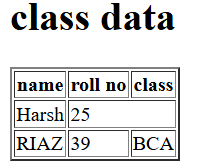 class data
name roll no class
Harsh 25
RIAZ 39 BCA